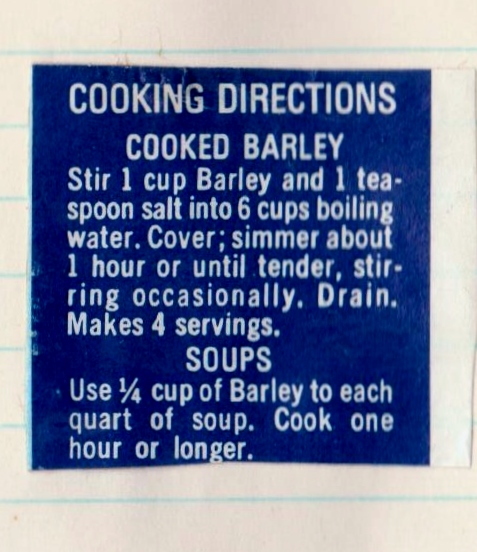 COOKING DIRECTIONS
COOKED BARLEY
Stir 1 cup Barley and 1 tea-
spoon salt into 6 cups boiling
water. Cover; simmer about
1 hour or until tender, stir-
ring occasionally. Drain.
Makes 4 servings.
SOUPS
Use ¼ cup of Barley to each
quart of soup. Cook one
hour or longer.